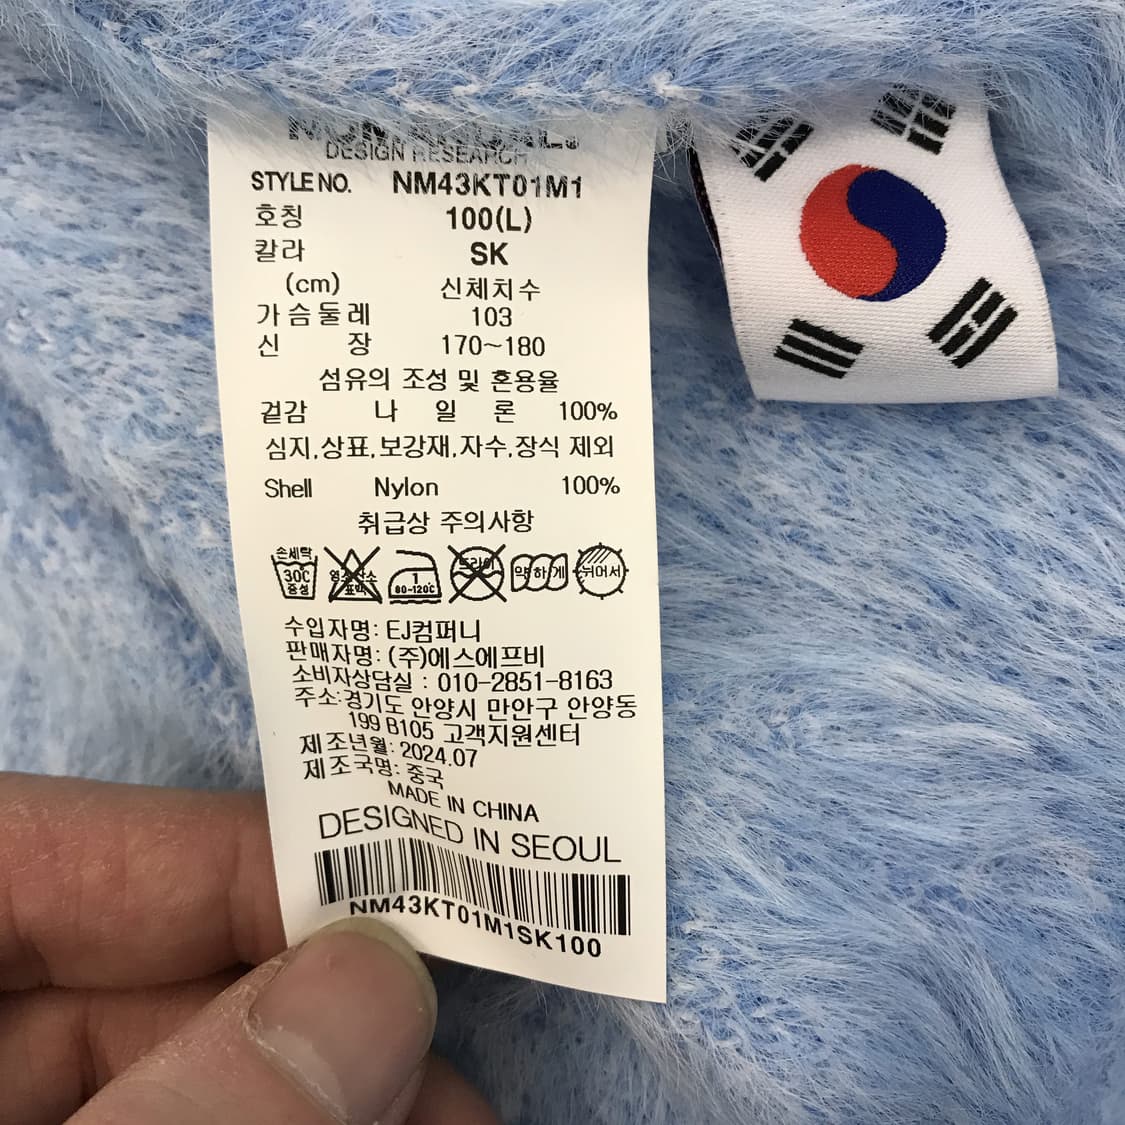 DESIGN RESEARCH
STYLE NO. NM43KT01M1
호칭 100(L)
칼라 SK
(cm) 신체치수
가슴둘레 103
신 장 170~180
섬유의 조성 및 혼용율
겉감 나 일 론 100%
심지,상표,보강재,자수,장식 제외
Shell Nylon 100%
취급상 주의사항
손세탁 30℃ 중성 염소산소 표백 1 80-120℃ 드라이 약하게 뉘어서
수입자명: EJ컴퍼니
판매자명: (주)에스에프비
소비자상담실 : 010-2851-8163
주소:경기도 안양시 만안구 안양동
199 B105 고객지원센터
제조년월: 2024.07
제조국명: 중국
MADE IN CHINA
DESIGNED IN SEOUL
NM43KT01M1SK100